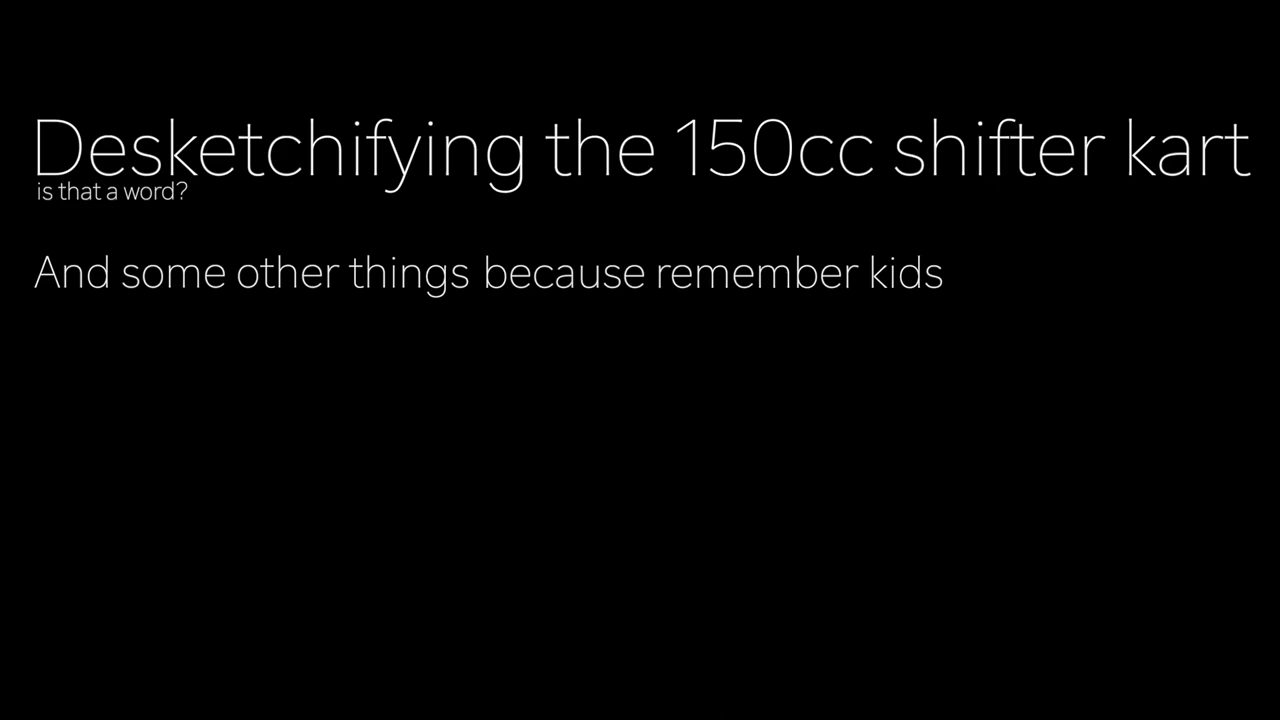 Desketchifying the 150cc shifter kart
is that a word?
And some other things because remember kids